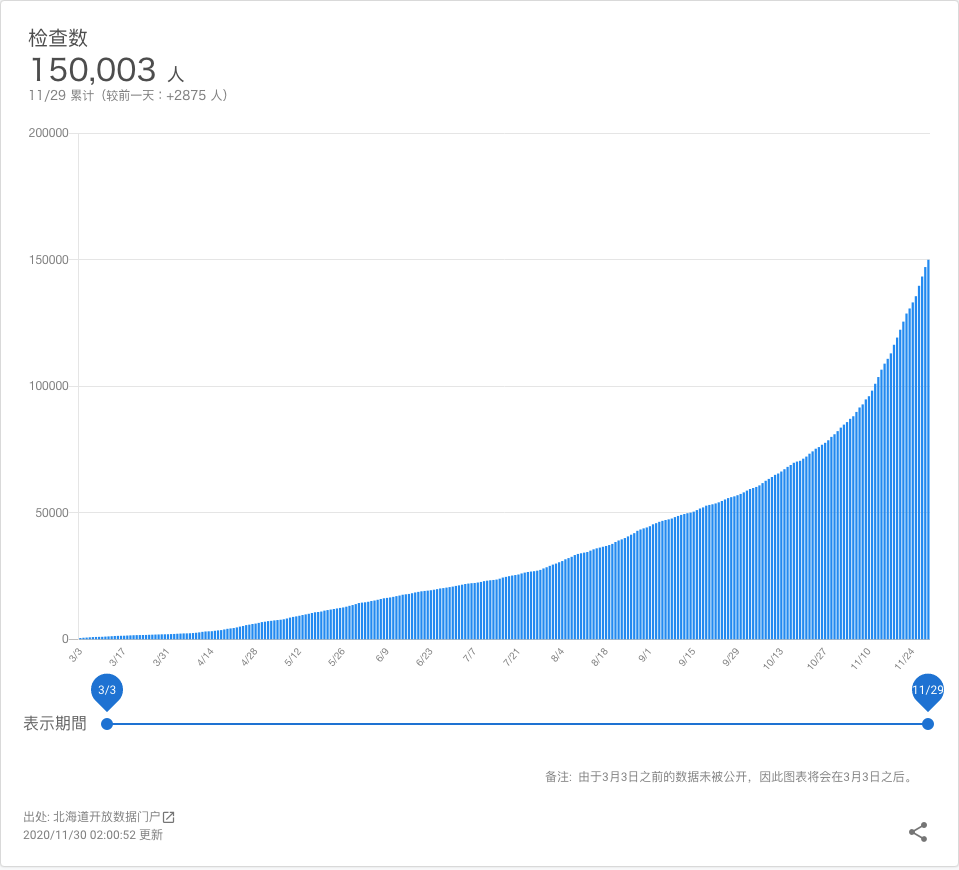 检查数
150,003 人
11/29 累计（较前一天：+2875 人）
200000
150000
100000
50000
0
3/3 3/17 3/31 4/14 4/28 5/12 5/26 6/9 6/23 7/7 7/21 8/4 8/18 9/1 9/15 9/29 10/13 10/27 11/10 11/24
3/3 11/29
表示期間
备注: 由于3月3日之前的数据未被公开，因此图表将会在3月3日之后。
出处: 北海道开放数据门户
2020/11/30 02:00:52 更新